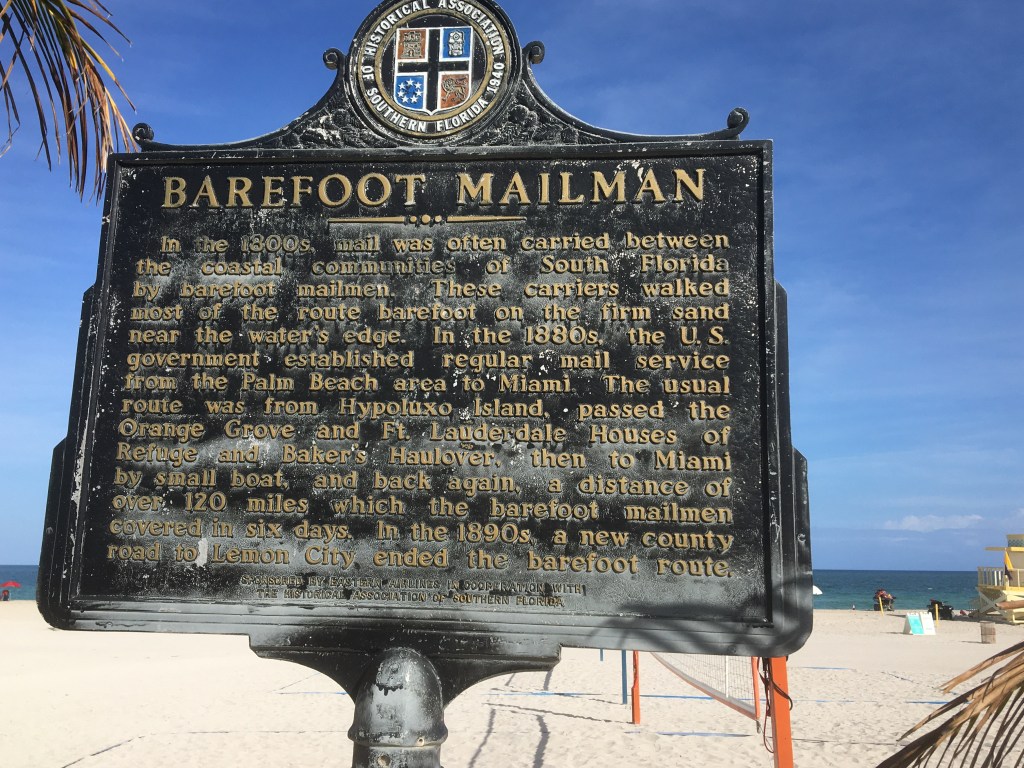 HISTORICAL ASSOCIATION OF SOUTHERN FLORIDA 1940
BAREFOOT MAILMAN
In the 1800s, mail was often carried between
the coastal communities of South Florida
by barefoot mailmen. These carriers walked
most of the route barefoot on the firm sand
near the water's edge. In the 1880s, the U.S.
government established regular mail service
from the Palm Beach area to Miami. The usual
route was from Hypoluxo Island, passed the
Orange Grove and Ft. Lauderdale Houses of
Refuge and Baker's Haulover, then to Miami
by small boat, and back again, a distance of
over 120 miles which the barefoot mailmen
covered in six days. In the 1890s, a new county
road to Lemon City, ended the barefoot route.
SPONSORED BY EASTERN AIRLINES IN COOPERATION WITH
THE HISTORICAL ASSOCIATION OF SOUTHERN FLORIDA